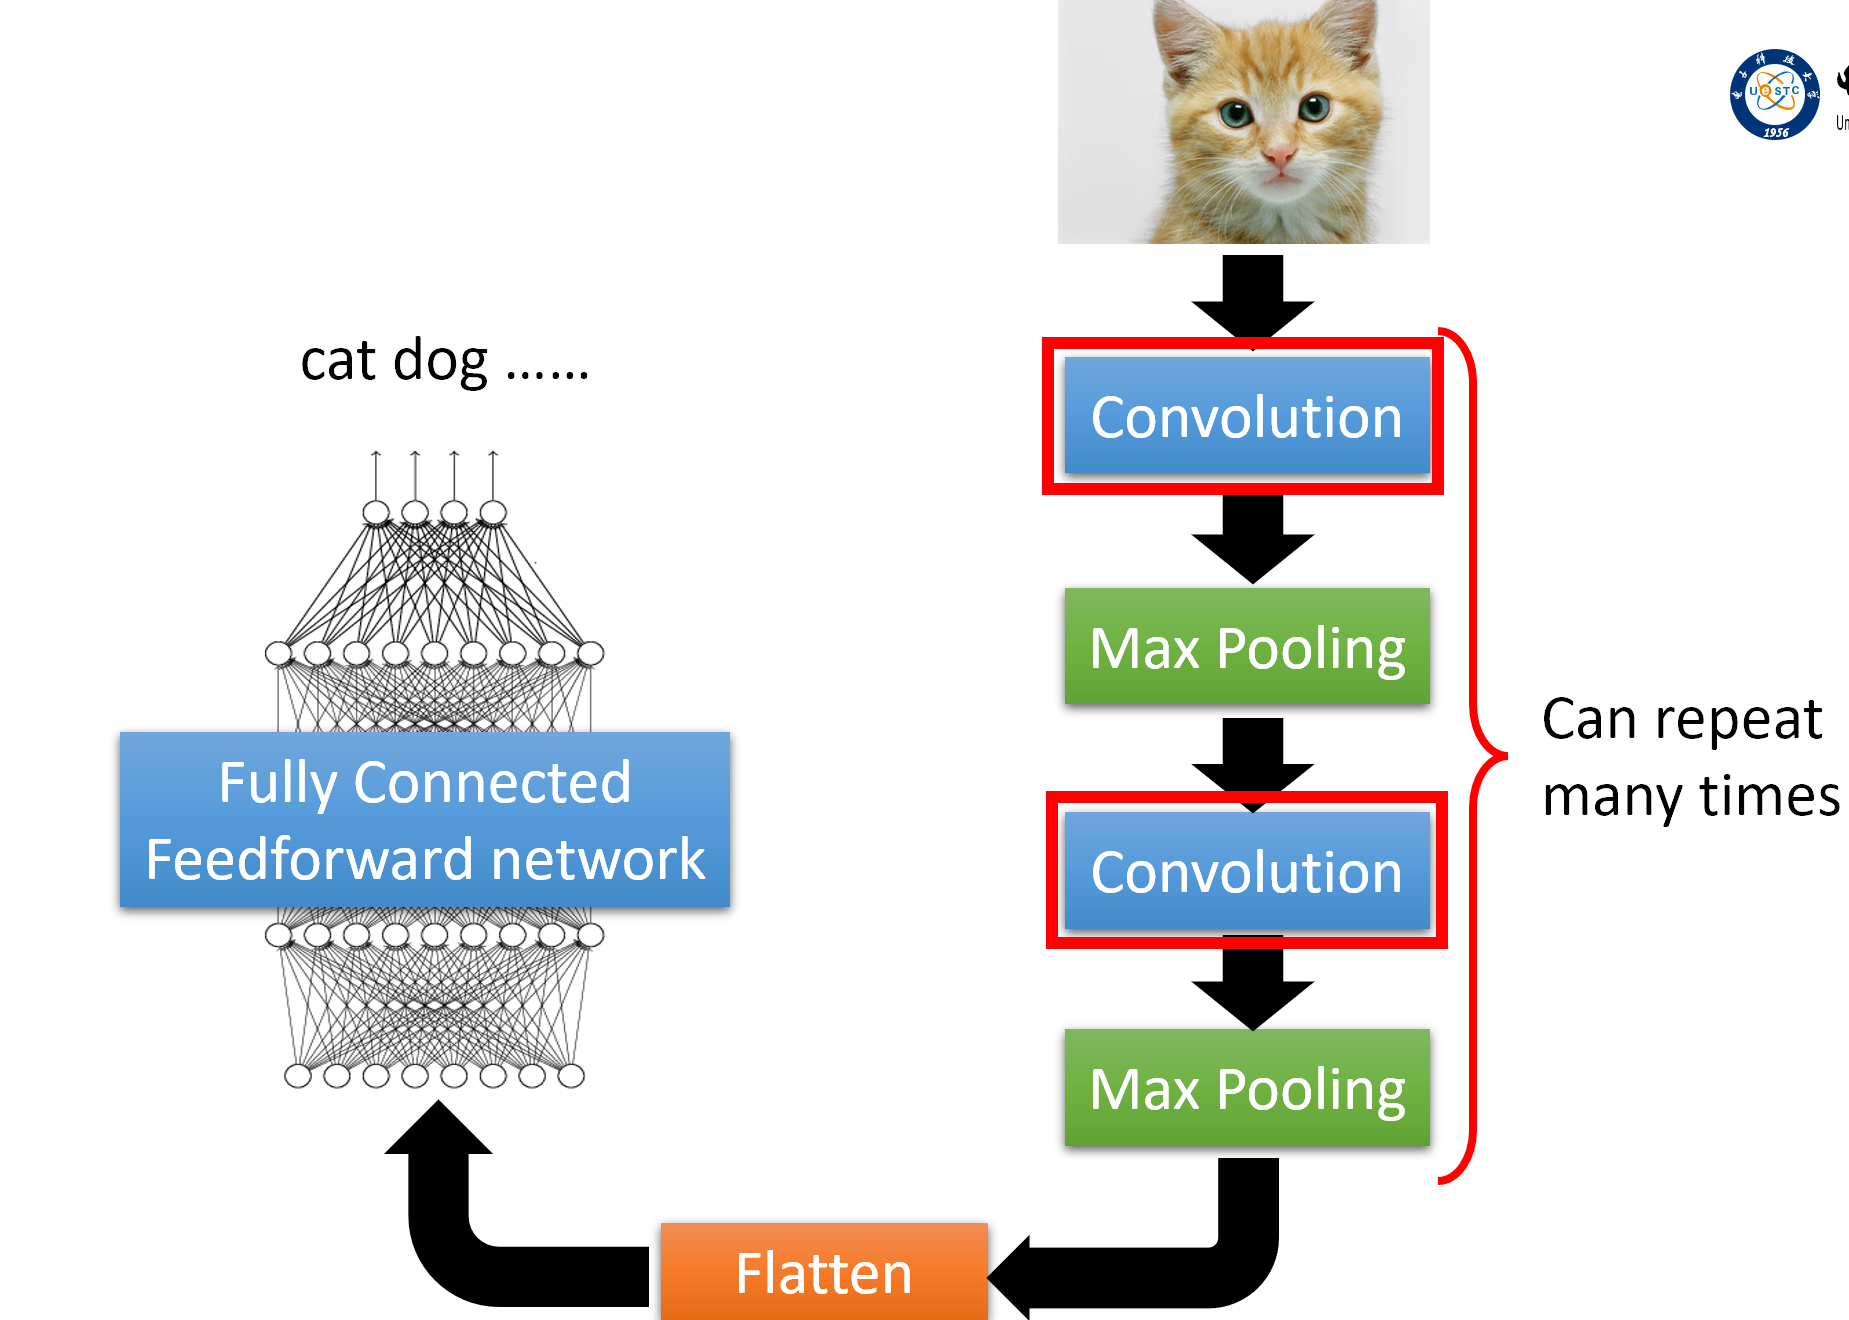 UeSTC
1956
Un
cat dog ......
Convolution
Max Pooling
Convolution
Max Pooling
Can repeat
many times
Fully Connected
Feedforward network
Flatten